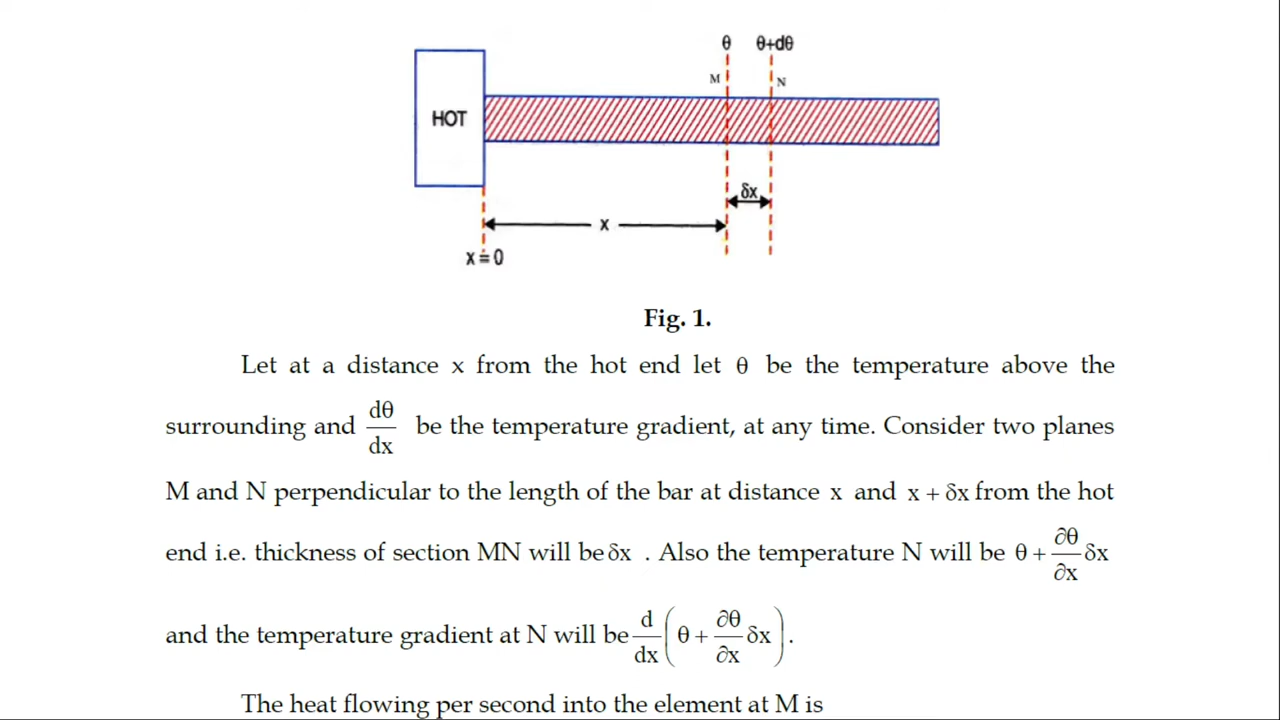 θ θ+dθ
M N
HOT
δx
x
x = 0
Fig. 1.
Let at a distance x from the hot end let θ be the temperature above the
surrounding and dθ/dx be the temperature gradient, at any time. Consider two planes
M and N perpendicular to the length of the bar at distance x and x + δx from the hot
end i.e. thickness of section MN will be δx . Also the temperature N will be θ + ∂θ/∂x δx
and the temperature gradient at N will be d/dx (θ + ∂θ/∂x δx) .
The heat flowing per second into the element at M is